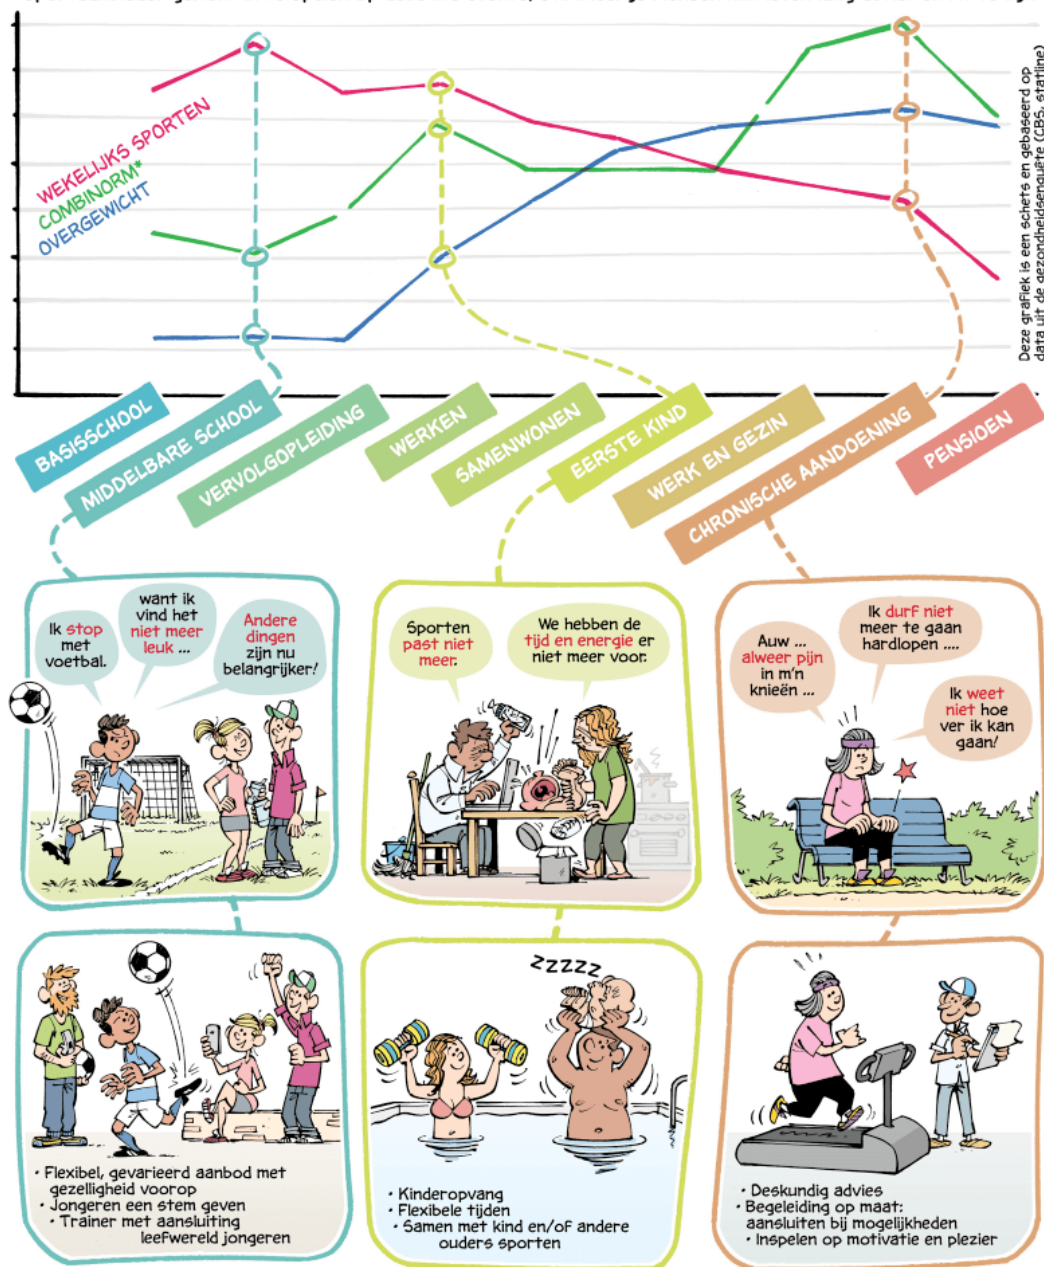 WEKELIJKS SPORTEN
COMBINORM*
OVERGEWICHT
Deze grafiek is een schets en gebaseerd op
data uit de gezondheidsenquête (CBS, statline)
BASISSCHOOL
MIDDELBARE SCHOOL
VERVOLGOPLEIDING
WERKEN
SAMENWONEN
EERSTE KIND
WERK EN GEZIN
CHRONISCHE AANDOENING
PENSIOEN
Ik stop
met
voetbal.
want ik
vind het
niet meer
leuk ...
Andere
dingen
zijn nu
belangrijker!
Sporten
past niet
meer.
We hebben de
tijd en energie er
niet meer voor.
Auw ...
alweer pijn
in m'n
knieën ...
Ik durf niet
meer te gaan
hardlopen ....
Ik weet
niet hoe
ver ik kan
gaan!
• Flexibel, gevarieerd aanbod met
gezelligheid voorop
• Jongeren een stem geven
• Trainer met aansluiting
leefwereld jongeren
ZZZZZ
• Kinderopvang
• Flexibele tijden
• Samen met kind en/of andere
ouders sporten
• Deskundig advies
• Begeleiding op maat:
aansluiten bij mogelijkheden
• Inspelen op motivatie en plezier